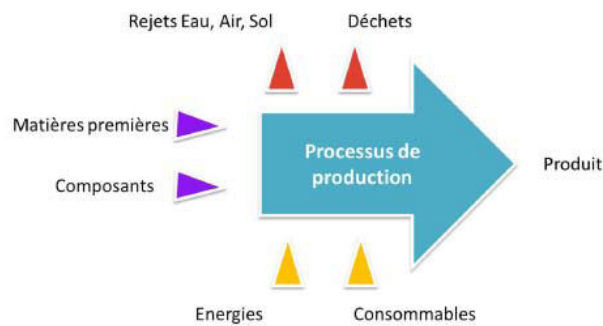 Rejets Eau, Air, Sol
Déchets
Matières premières
Processus de
production
Produit
Composants
Energies
Consommables